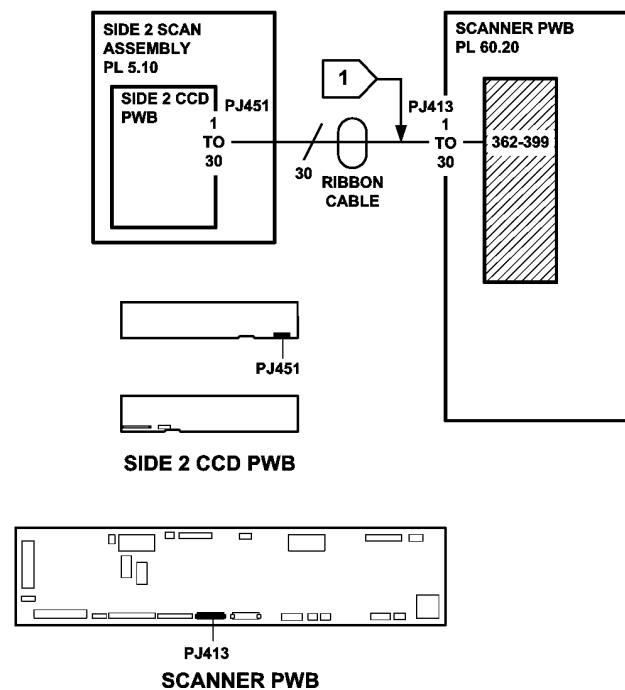 SIDE 2 SCAN
ASSEMBLY
PL 5.10
SIDE 2 CCD
PWB
PJ451
1
TO
30
30
RIBBON
CABLE
1
PJ413
1
TO
30
SCANNER PWB
PL 60.20
362-399
PJ451
SIDE 2 CCD PWB
PJ413
SCANNER PWB